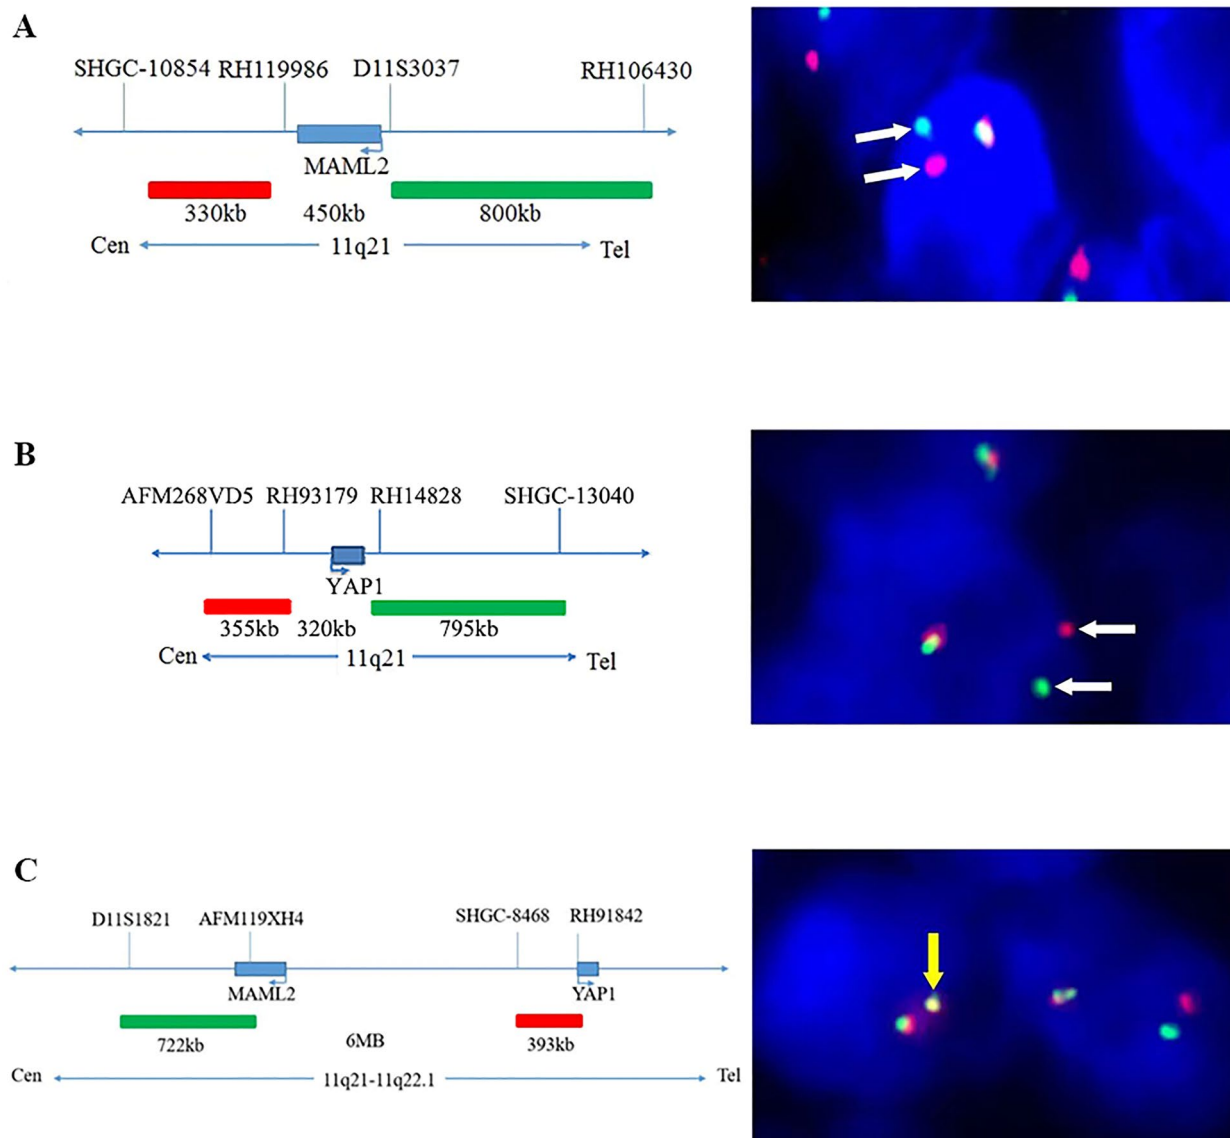 A
SHGC-10854 RH119986 D11S3037 RH106430
MAML2
330kb 450kb 800kb
Cen 11q21 Tel
B
AFM268VD5 RH93179 RH14828 SHGC-13040
YAP1
355kb 320kb 795kb
Cen 11q21 Tel
C
D11S1821 AFM119XH4 SHGC-8468 RH91842
MAML2 YAP1
722kb 6MB 393kb
Cen 11q21-11q22.1 Tel